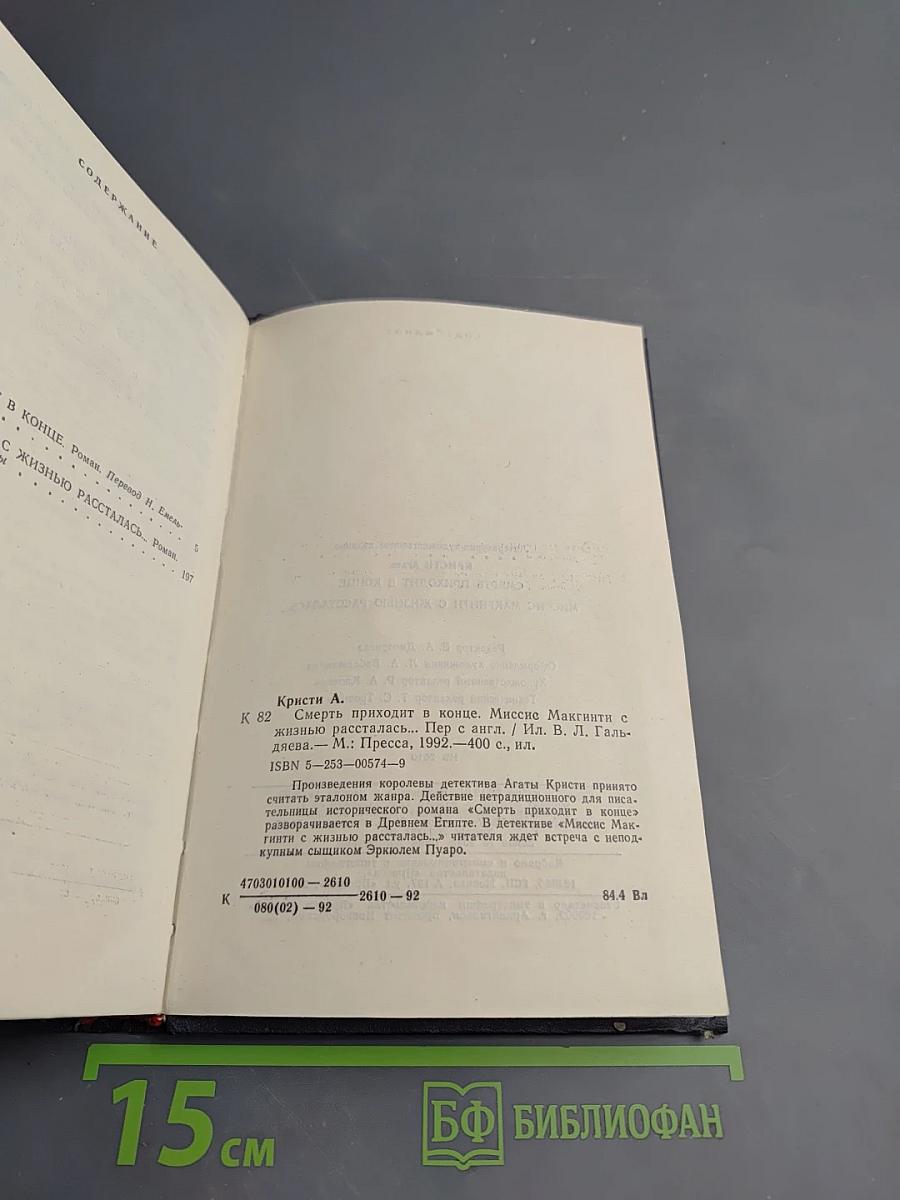 СОДЕРЖАНИЕ
В КОНЦЕ. Роман. Перевод Н. Емель-
5
С ЖИЗНЬЮ РАССТАЛАСЬ... Роман.
197
Кристи А.
К 82 Смерть приходит в конце. Миссис Макгинти с
жизнью рассталась... Пер с англ. / Ил. В. Л. Галь-
дяева.— М.: Пресса, 1992.—400 с., ил.
ISBN 5—253—00574—9
Произведения королевы детектива Агаты Кристи принято
считать эталоном жанра. Действие нетрадиционного для писа-
тельницы исторического романа «Смерть приходит в конце»
разворачивается в Древнем Египте. В детективе «Миссис Мак-
гинти с жизнью рассталась...» читателя ждет встреча с непод-
купным сыщиком Эркюлем Пуаро.
4703010100 — 2610
К 2610 — 92 84.4 Вл
080(02) — 92
15 см
БФ БИБЛИОФАН